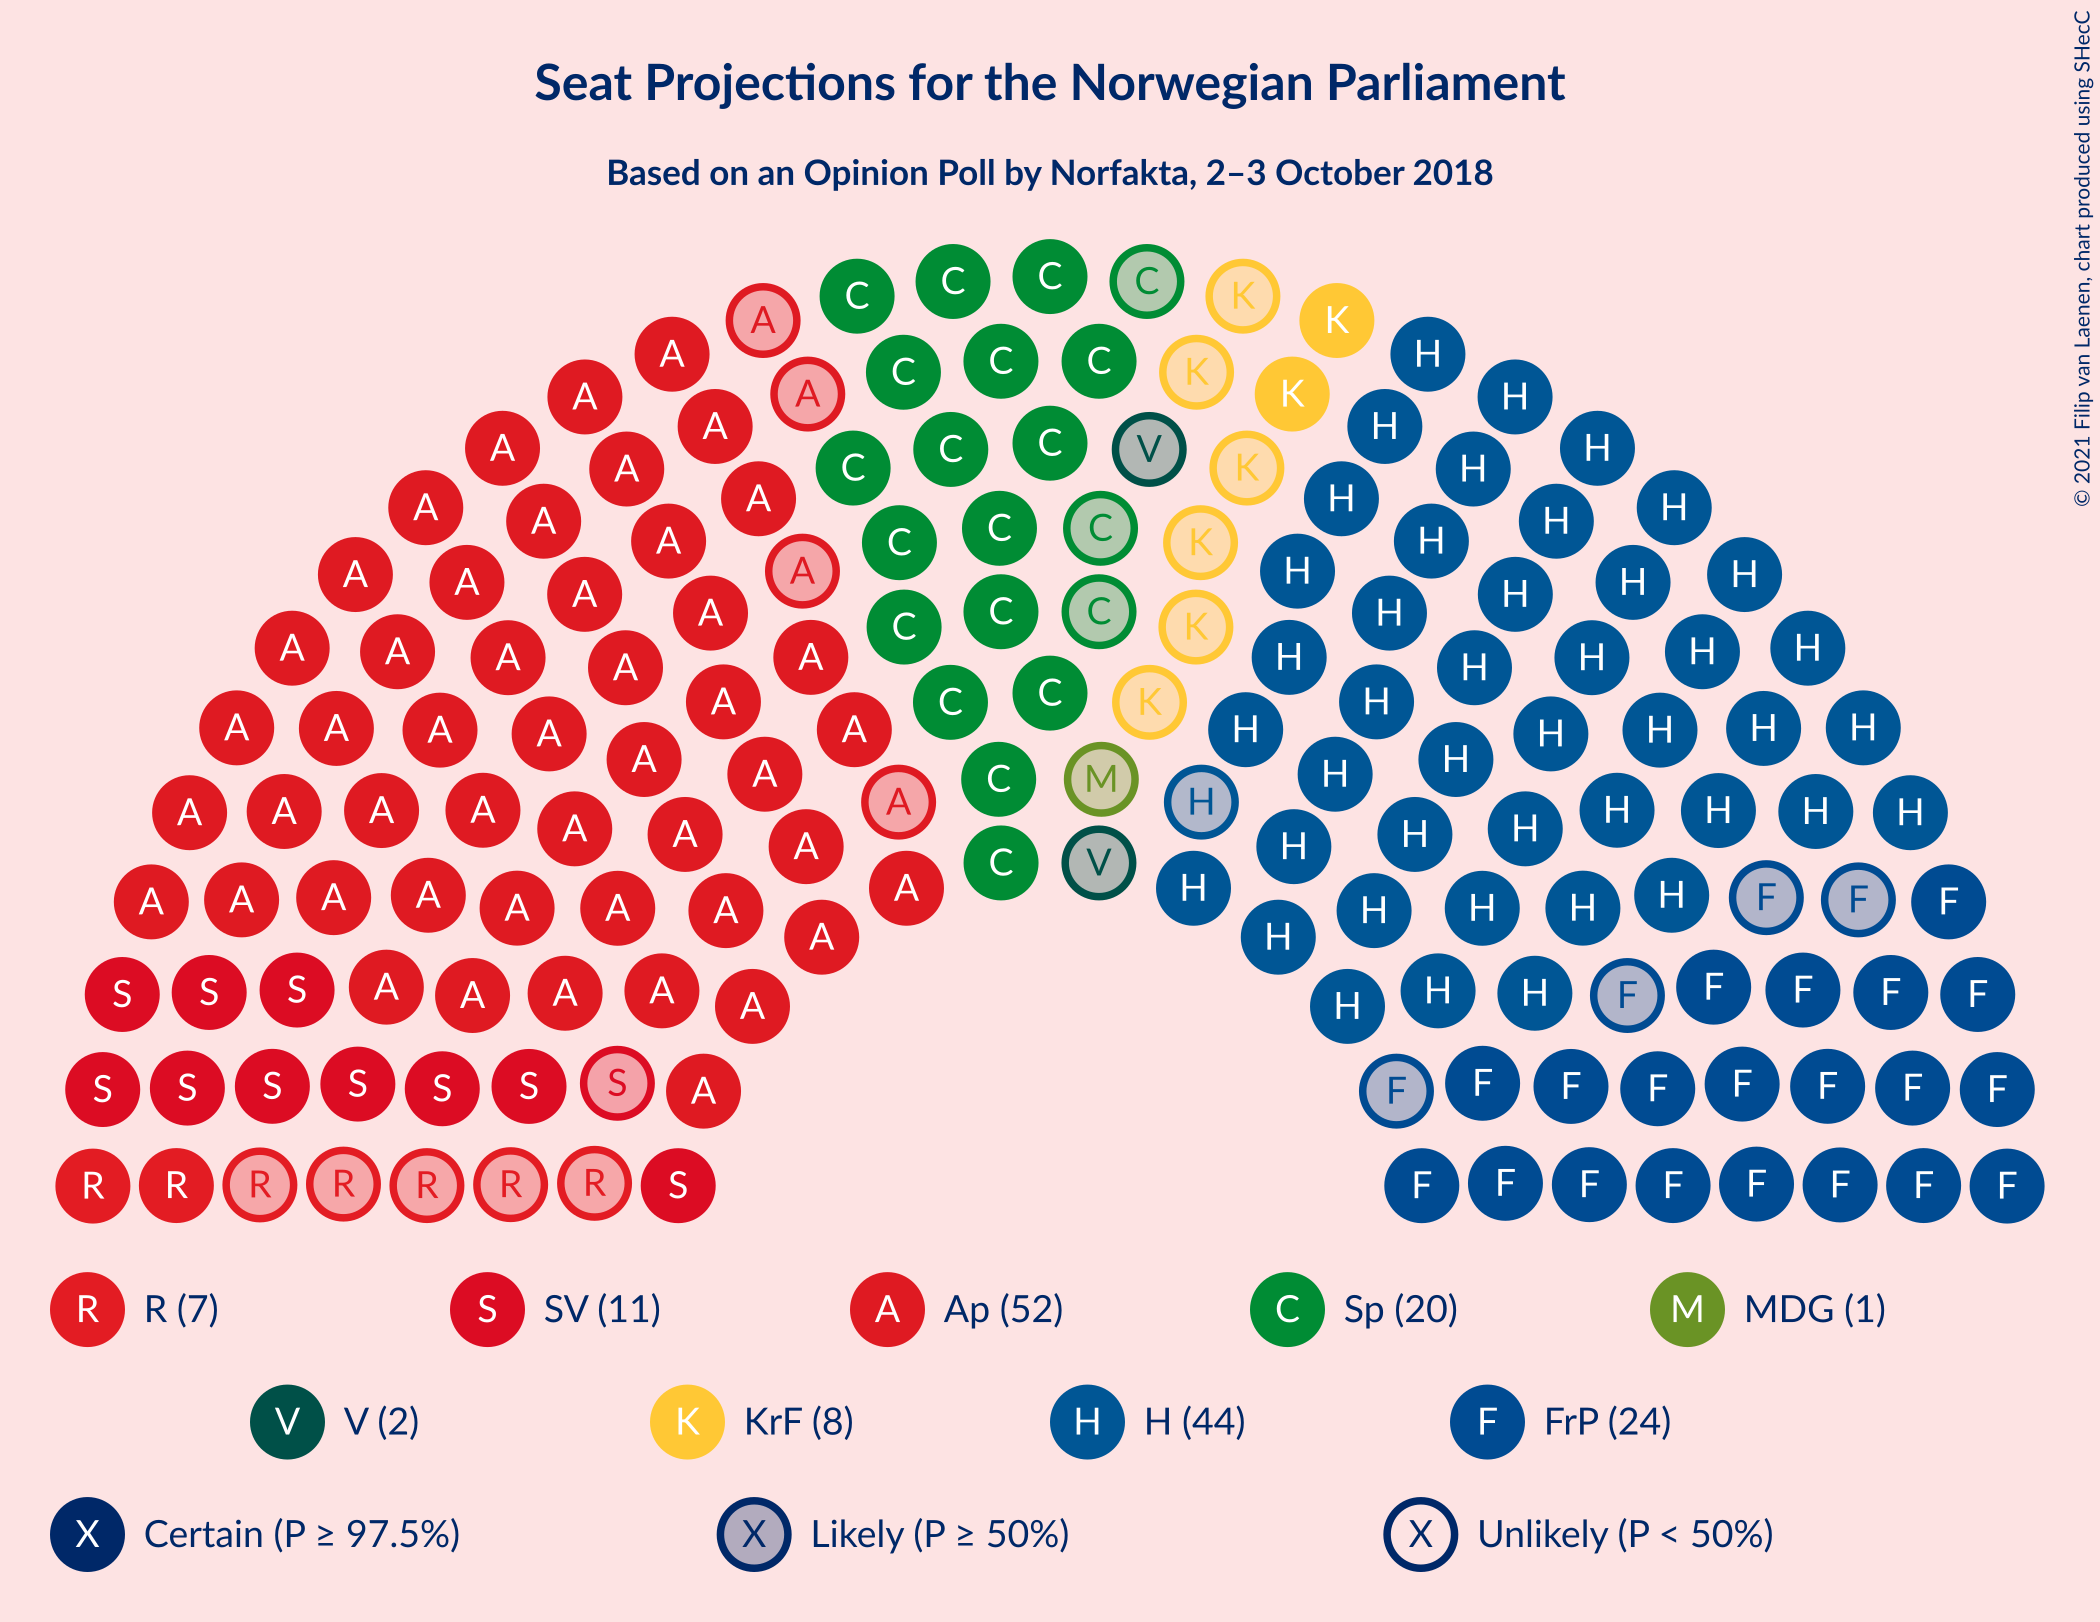 Seat Projections for the Norwegian Parliament
Based on an Opinion Poll by Norfakta, 2–3 October 2018
© 2021 Filip van Laenen, chart produced using SHecC
C C C C K
A K
A C C C K H
A A K H
A A C C C V K H H
A A A H H H
A A A C C C K H H H
A A A A H H H H
A A A A C C C K H H H H
A A A A A C C K H H H H H
A A A A A A C M H H H H H H H
A A A A A A A C V H H H H H H H
A A A A A A A A A H H H H H H F F F
S S S A A A A A H H H F F F F F
S S S S S S S A F F F F F F F F
R R R R R R R S F F F F F F F F
R R (7) S SV (11) A Ap (52) C Sp (20) M MDG (1)
V V (2) K KrF (8) H H (44) F FrP (24)
X Certain (P ≥ 97.5%) X Likely (P ≥ 50%) X Unlikely (P < 50%)